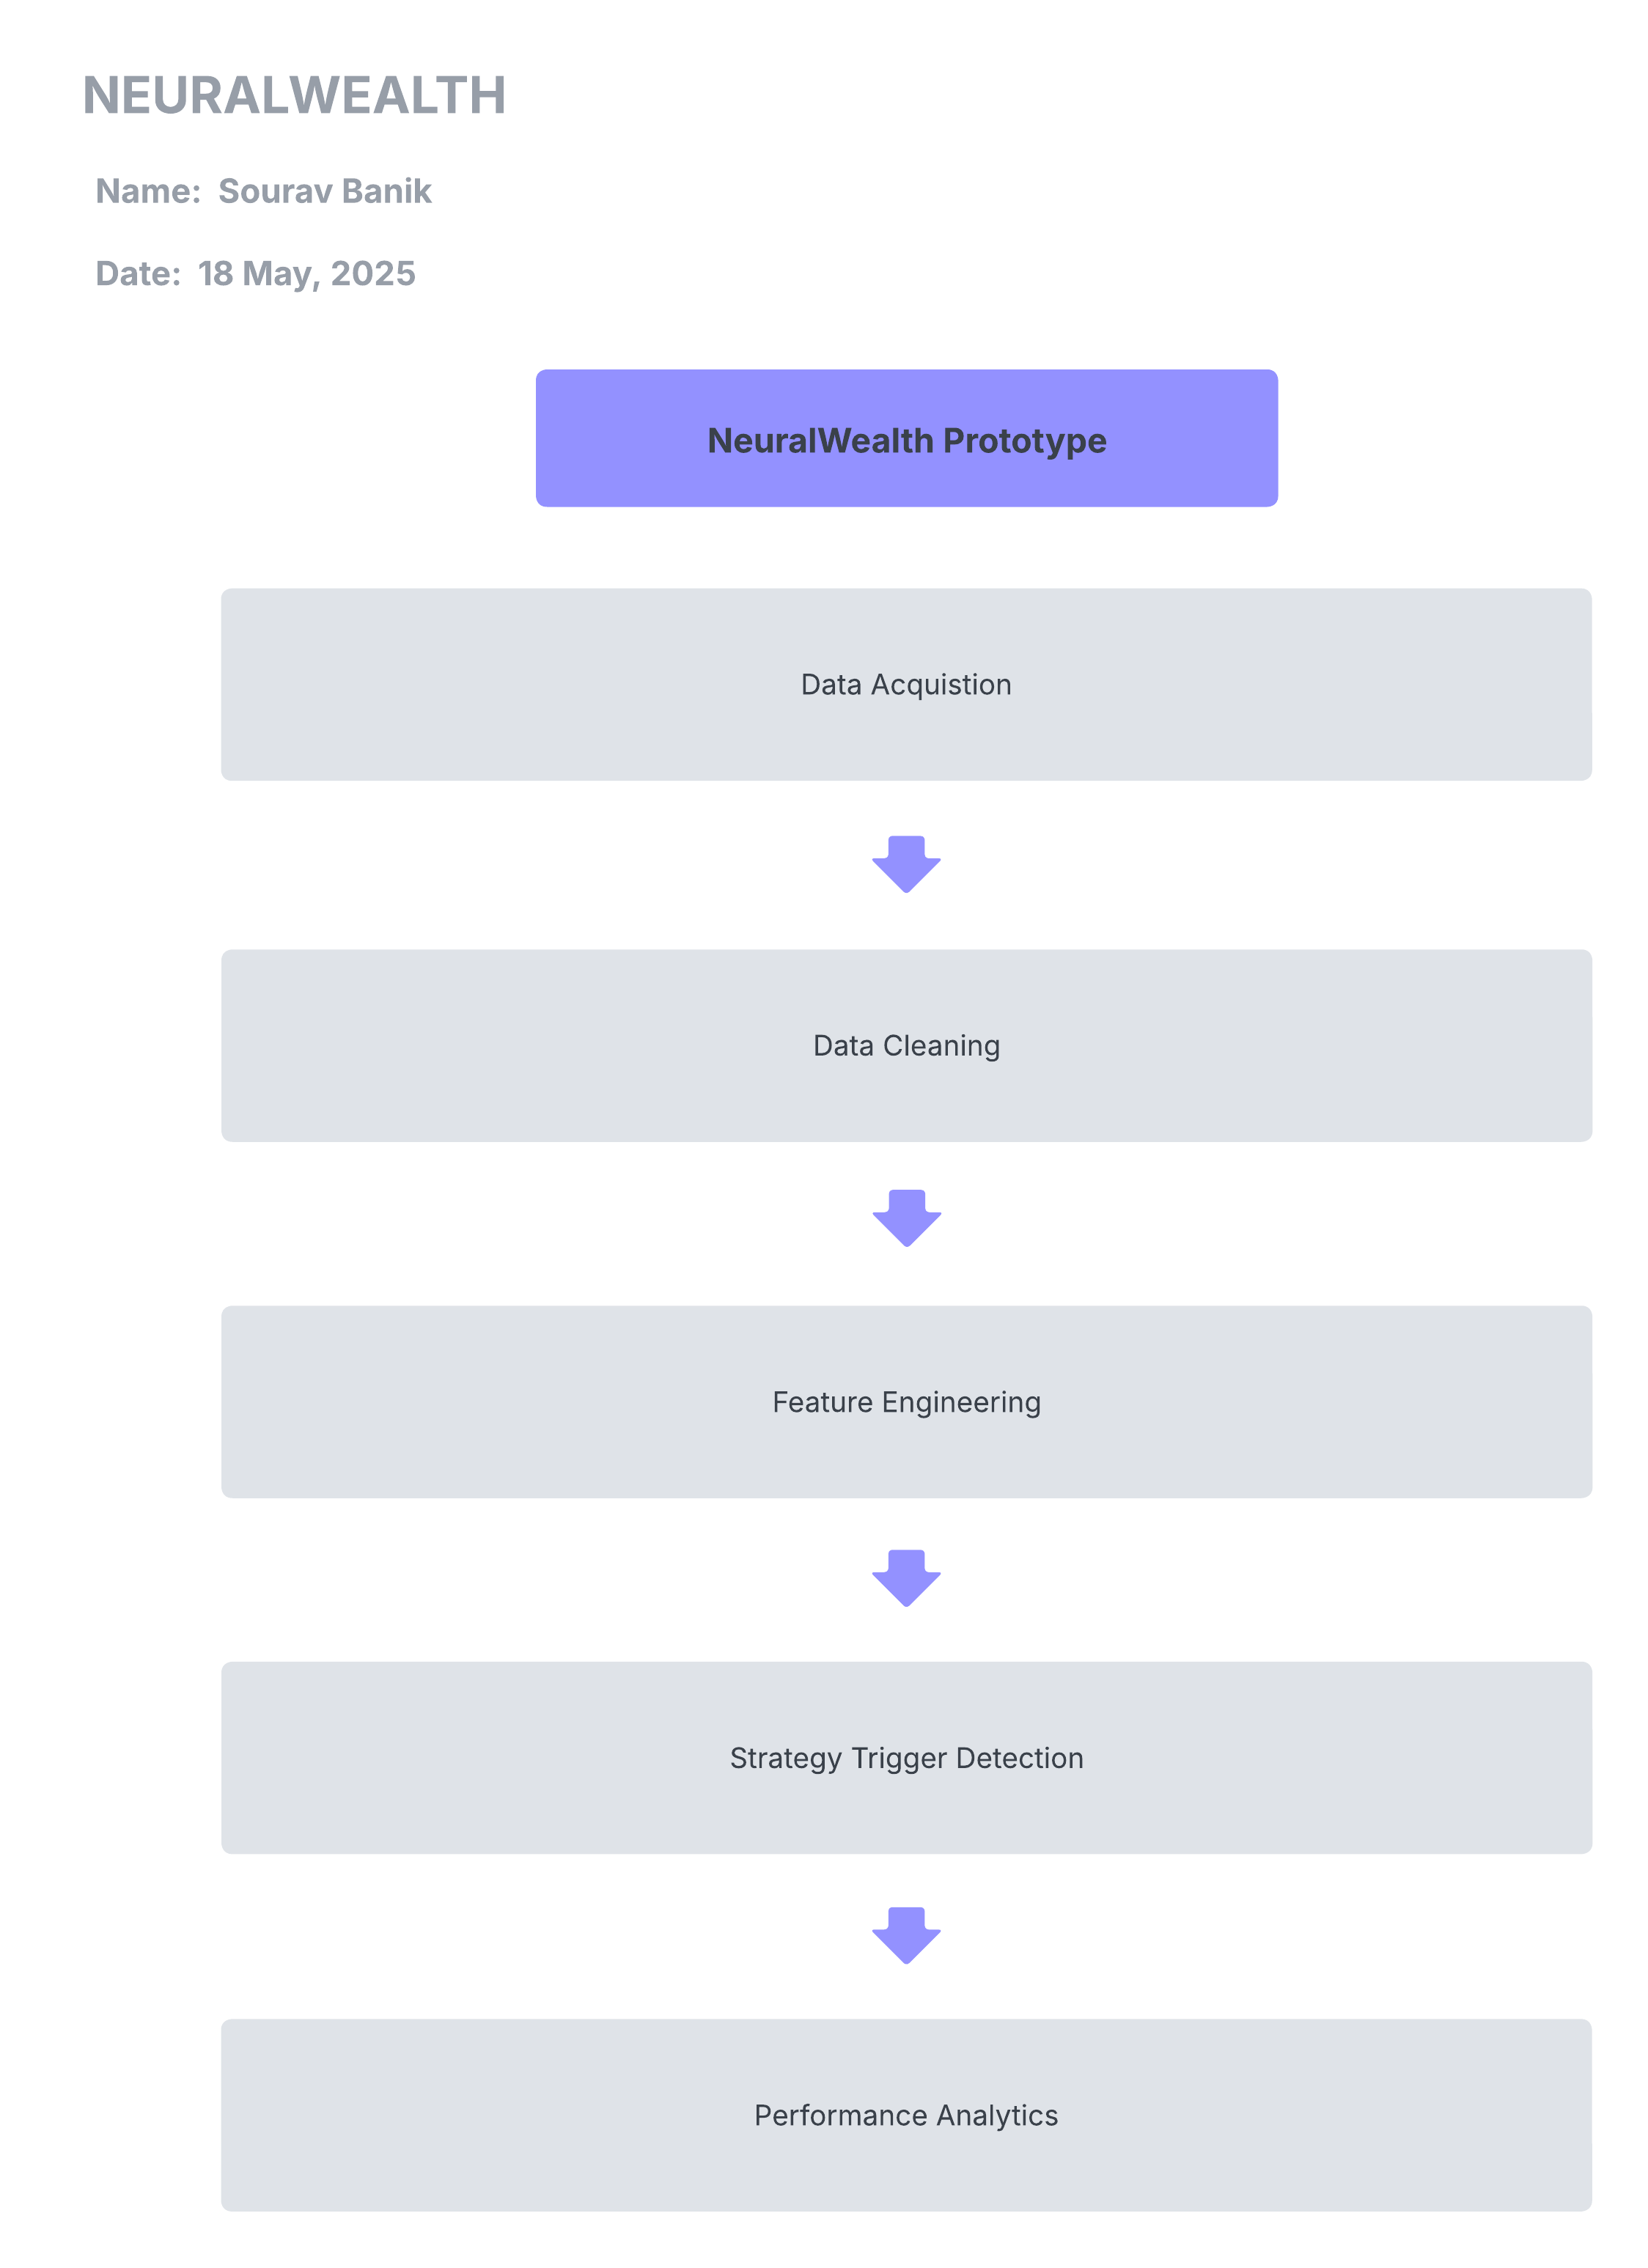 NEURALWEALTH
Name: Sourav Banik
Date: 18 May, 2025
NeuralWealth Prototype
Data Acquistion
Data Cleaning
Feature Engineering
Strategy Trigger Detection
Performance Analytics